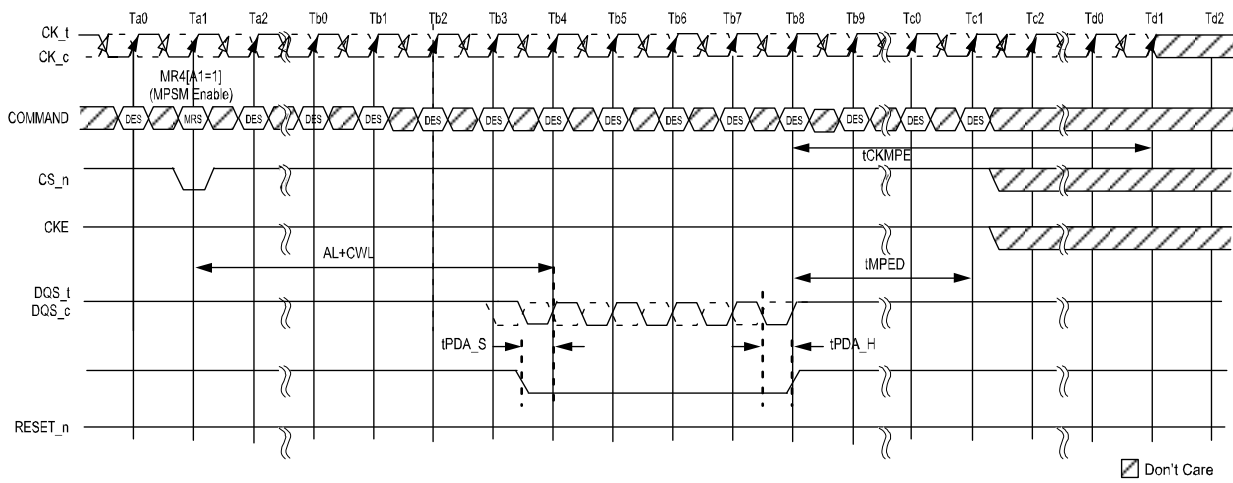 Ta0 Ta1 Ta2 Tb0 Tb1 Tb2 Tb3 Tb4 Tb5 Tb6 Tb7 Tb8 Tb9 Tc0 Tc1 Tc2 Td0 Td1 Td2
CK_t
CK_c
MR4[A1=1]
(MPSM Enable)
COMMAND DES MRS DES DES DES DES DES DES DES DES DES DES DES DES DES
tCKMPE
CS_n
CKE
AL+CWL
tMPED
DQS_t
DQS_c
tPDA_S
tPDA_H
RESET_n
Don't Care